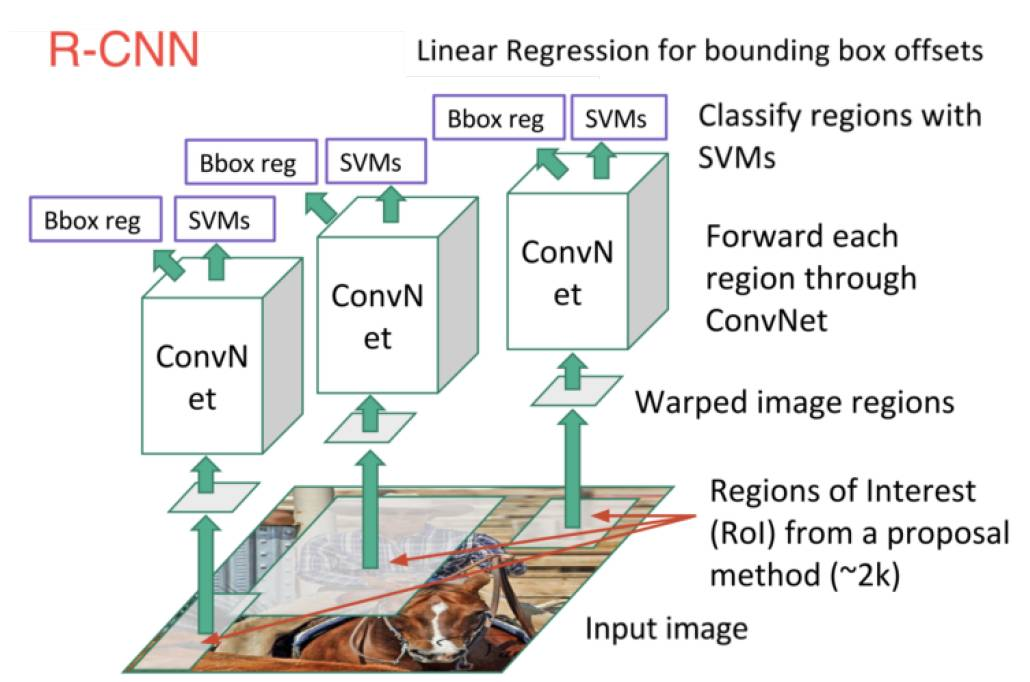 R-CNN
Linear Regression for bounding box offsets
Bbox reg
SVMs
Classify regions with
SVMs
Bbox reg
SVMs
Bbox reg
SVMs
ConvN
et
Forward each
region through
ConvNet
ConvN
et
ConvN
et
Warped image regions
Regions of Interest
(RoI) from a proposal
method (~2k)
Input image